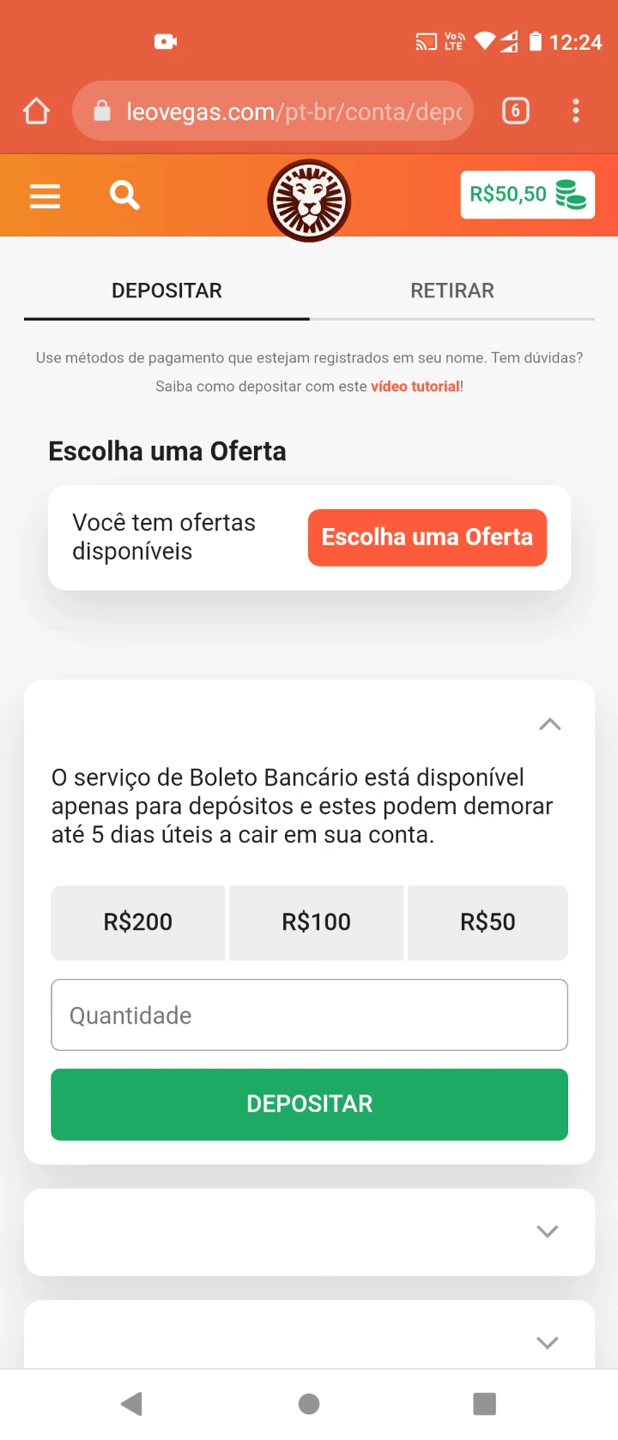 Vo)) LTE 12:24
leovegas.com/pt-br/conta/depo
6
R$50,50
DEPOSITAR
RETIRAR
Use métodos de pagamento que estejam registrados em seu nome. Tem dúvidas?
Saiba como depositar com este vídeo tutorial!
Escolha uma Oferta
Você tem ofertas
disponíveis
Escolha uma Oferta
O serviço de Boleto Bancário está disponível
apenas para depósitos e estes podem demorar
até 5 dias úteis a cair em sua conta.
R$200
R$100
R$50
Quantidade
DEPOSITAR